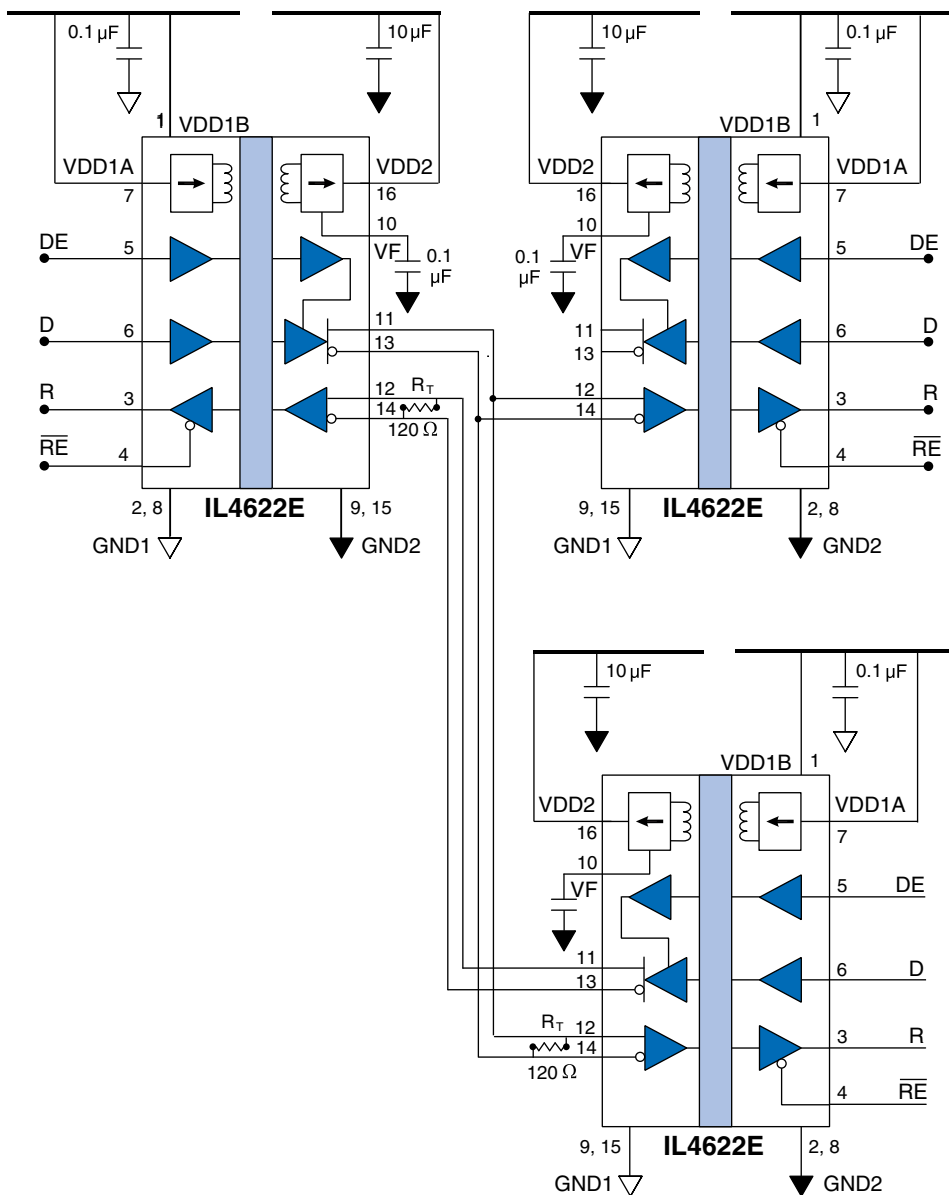 0.1 µF
10 µF
1
VDD1B
VDD1A
7
VDD2
16
10
VF
0.1
µF
DE
5
D
6
11
13
R
3
12
14
RT
120 Ω
RE
4
2, 8
IL4622E
9, 15
GND1
GND2
10 µF
0.1 µF
VDD1B
1
VDD2
16
VDD1A
7
10
VF
0.1
µF
5
DE
11
13
6
D
12
14
3
R
4
RE
9, 15
IL4622E
2, 8
GND1
GND2
10 µF
0.1 µF
VDD1B
1
VDD2
16
VDD1A
7
10
VF
5
DE
11
13
6
D
RT
12
14
120 Ω
3
R
4
RE
9, 15
IL4622E
2, 8
GND1
GND2